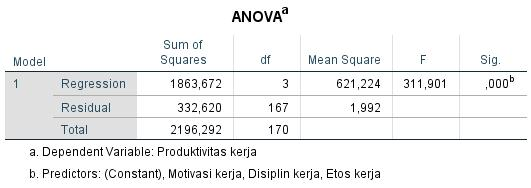 ANOVAa
Model Sum of Squares df Mean Square F Sig.
1 Regression 1863,672 3 621,224 311,901 ,000b
Residual 332,620 167 1,992
Total 2196,292 170
a. Dependent Variable: Produktivitas kerja
b. Predictors: (Constant), Motivasi kerja, Disiplin kerja, Etos kerja